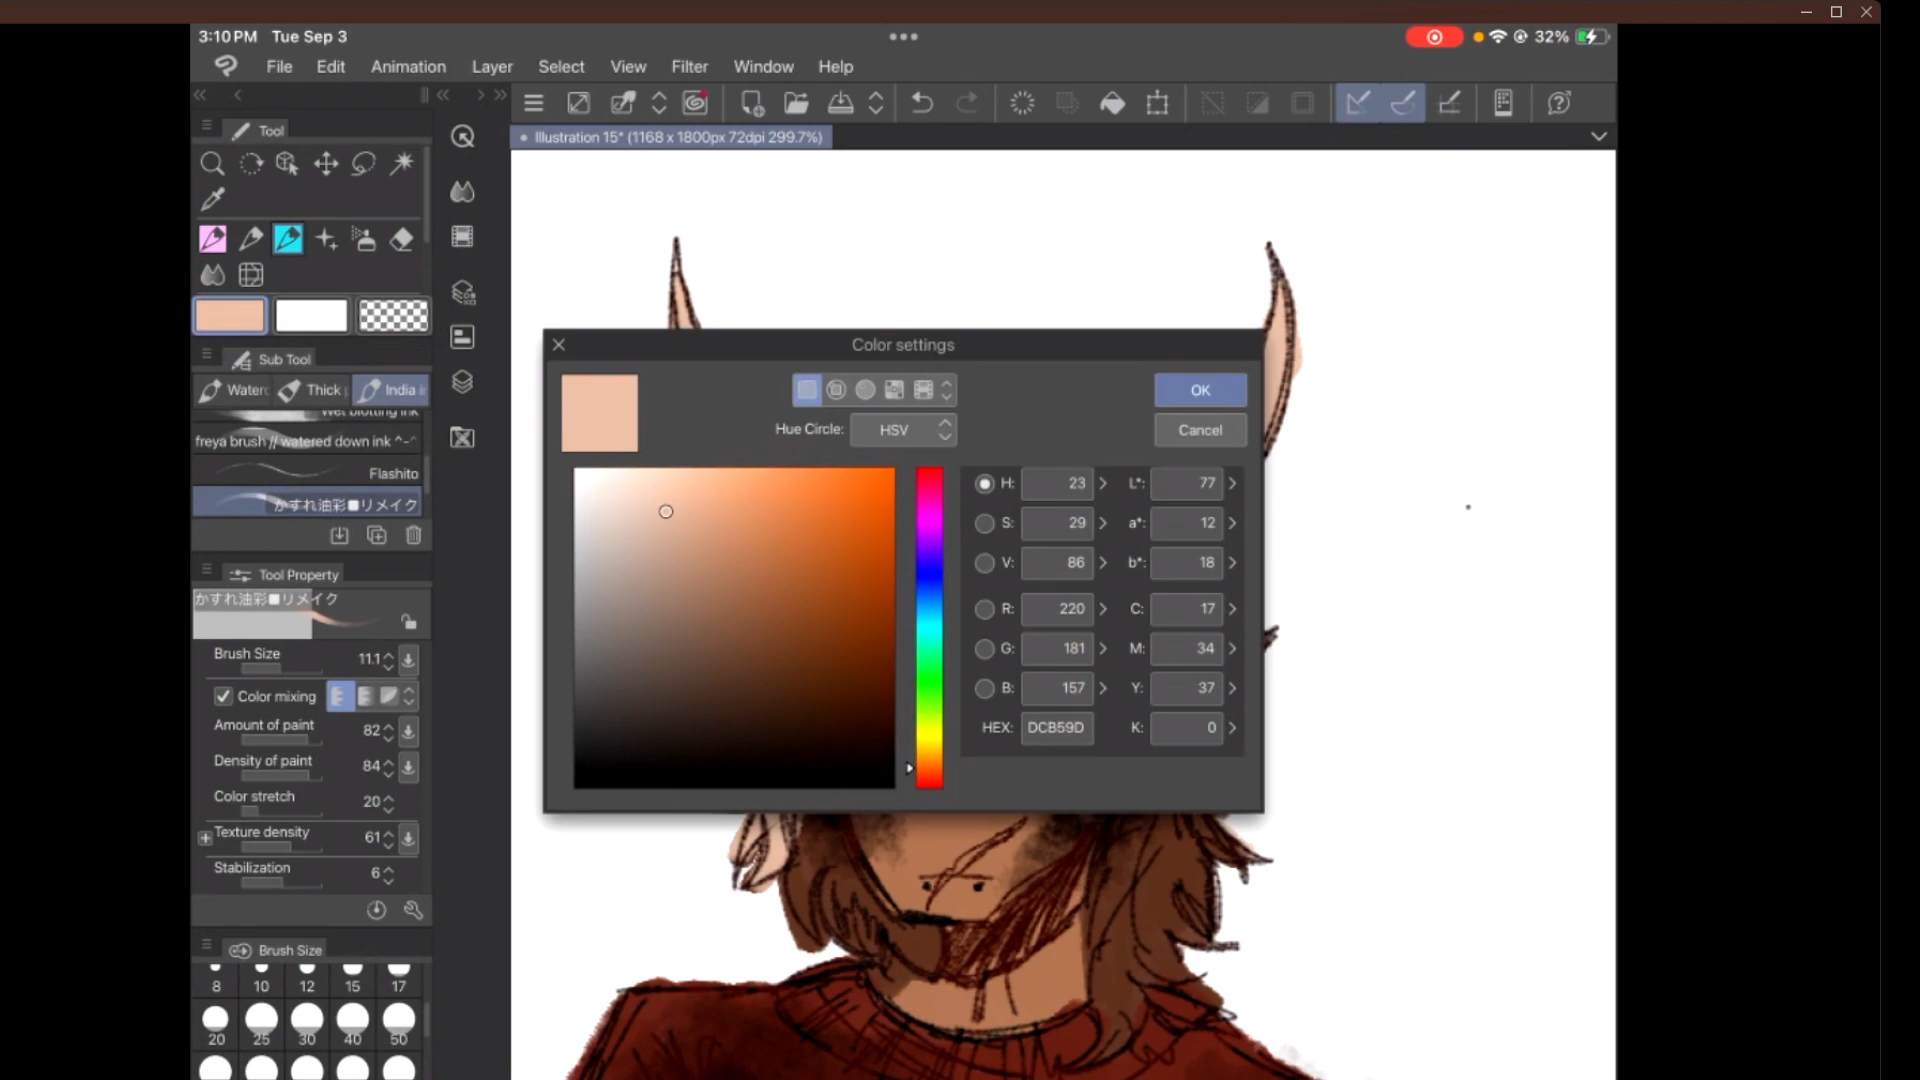 3:10 PM Tue Sep 3
32%
File Edit Animation Layer Select View Filter Window Help
Tool
Illustration 15* (1168 x 1800px 72dpi 299.7%)
Sub Tool
Water Thick India
Wet blotting ink
freya brush // watered down ink ^-^
Flashito
かすれ油彩■リメイク
Tool Property
かすれ油彩■リメイク
Brush Size 11.1
Color mixing
Amount of paint 82
Density of paint 84
Color stretch 20
Texture density 61
Stabilization 6
Brush Size
8 10 12 15 17
20 25 30 40 50
Color settings
OK
Hue Circle: HSV
Cancel
H: 23 L*: 77
S: 29 a*: 12
V: 86 b*: 18
R: 220 C: 17
G: 181 M: 34
B: 157 Y: 37
HEX: DCB59D K: 0